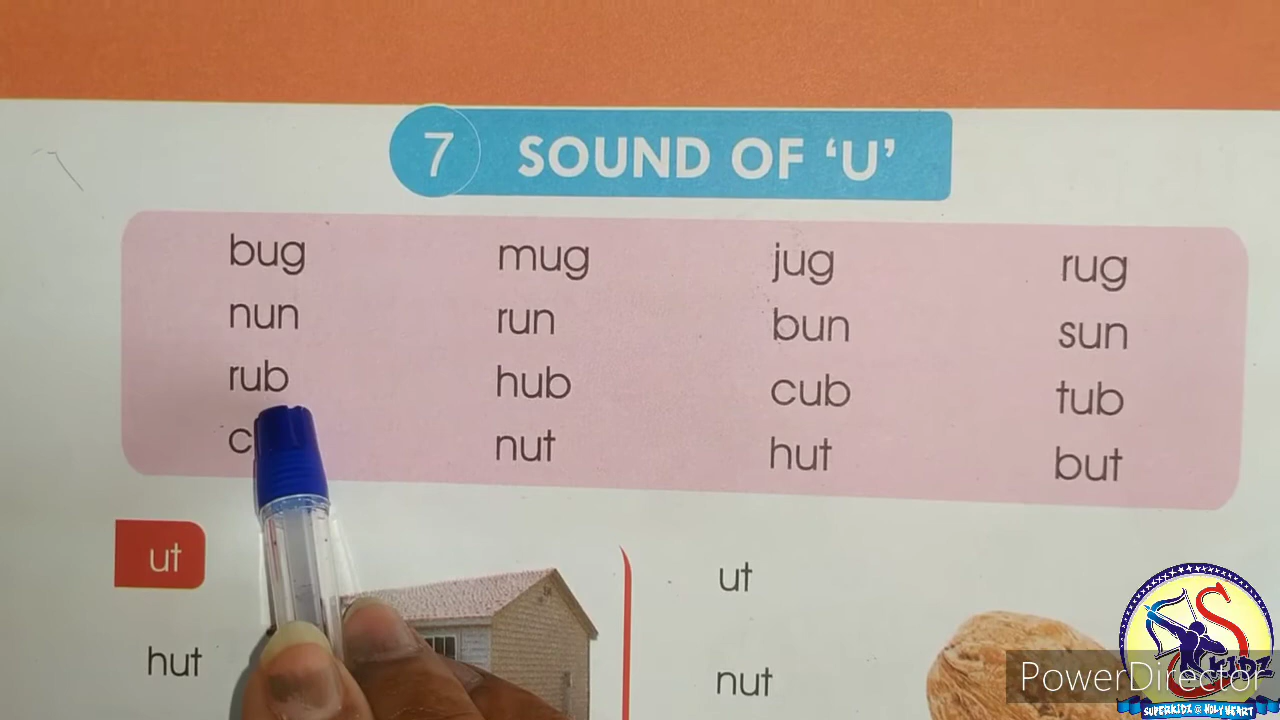 7 SOUND OF ‘U’
bug mug jug rug
nun run bun sun
rub hub cub tub
nut hut but
ut ut
hut nut
PowerDirector
S KIDZ
SUPERKIDZ @ HOLY HEART